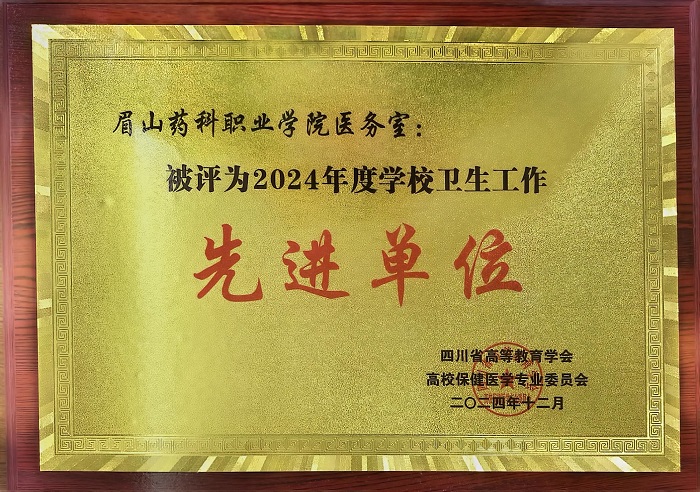 眉山药科职业学院医务室：
被评为2024年度学校卫生工作
先进单位
四川省高等教育学会
高校保健医学专业委员会
二〇二四年十二月